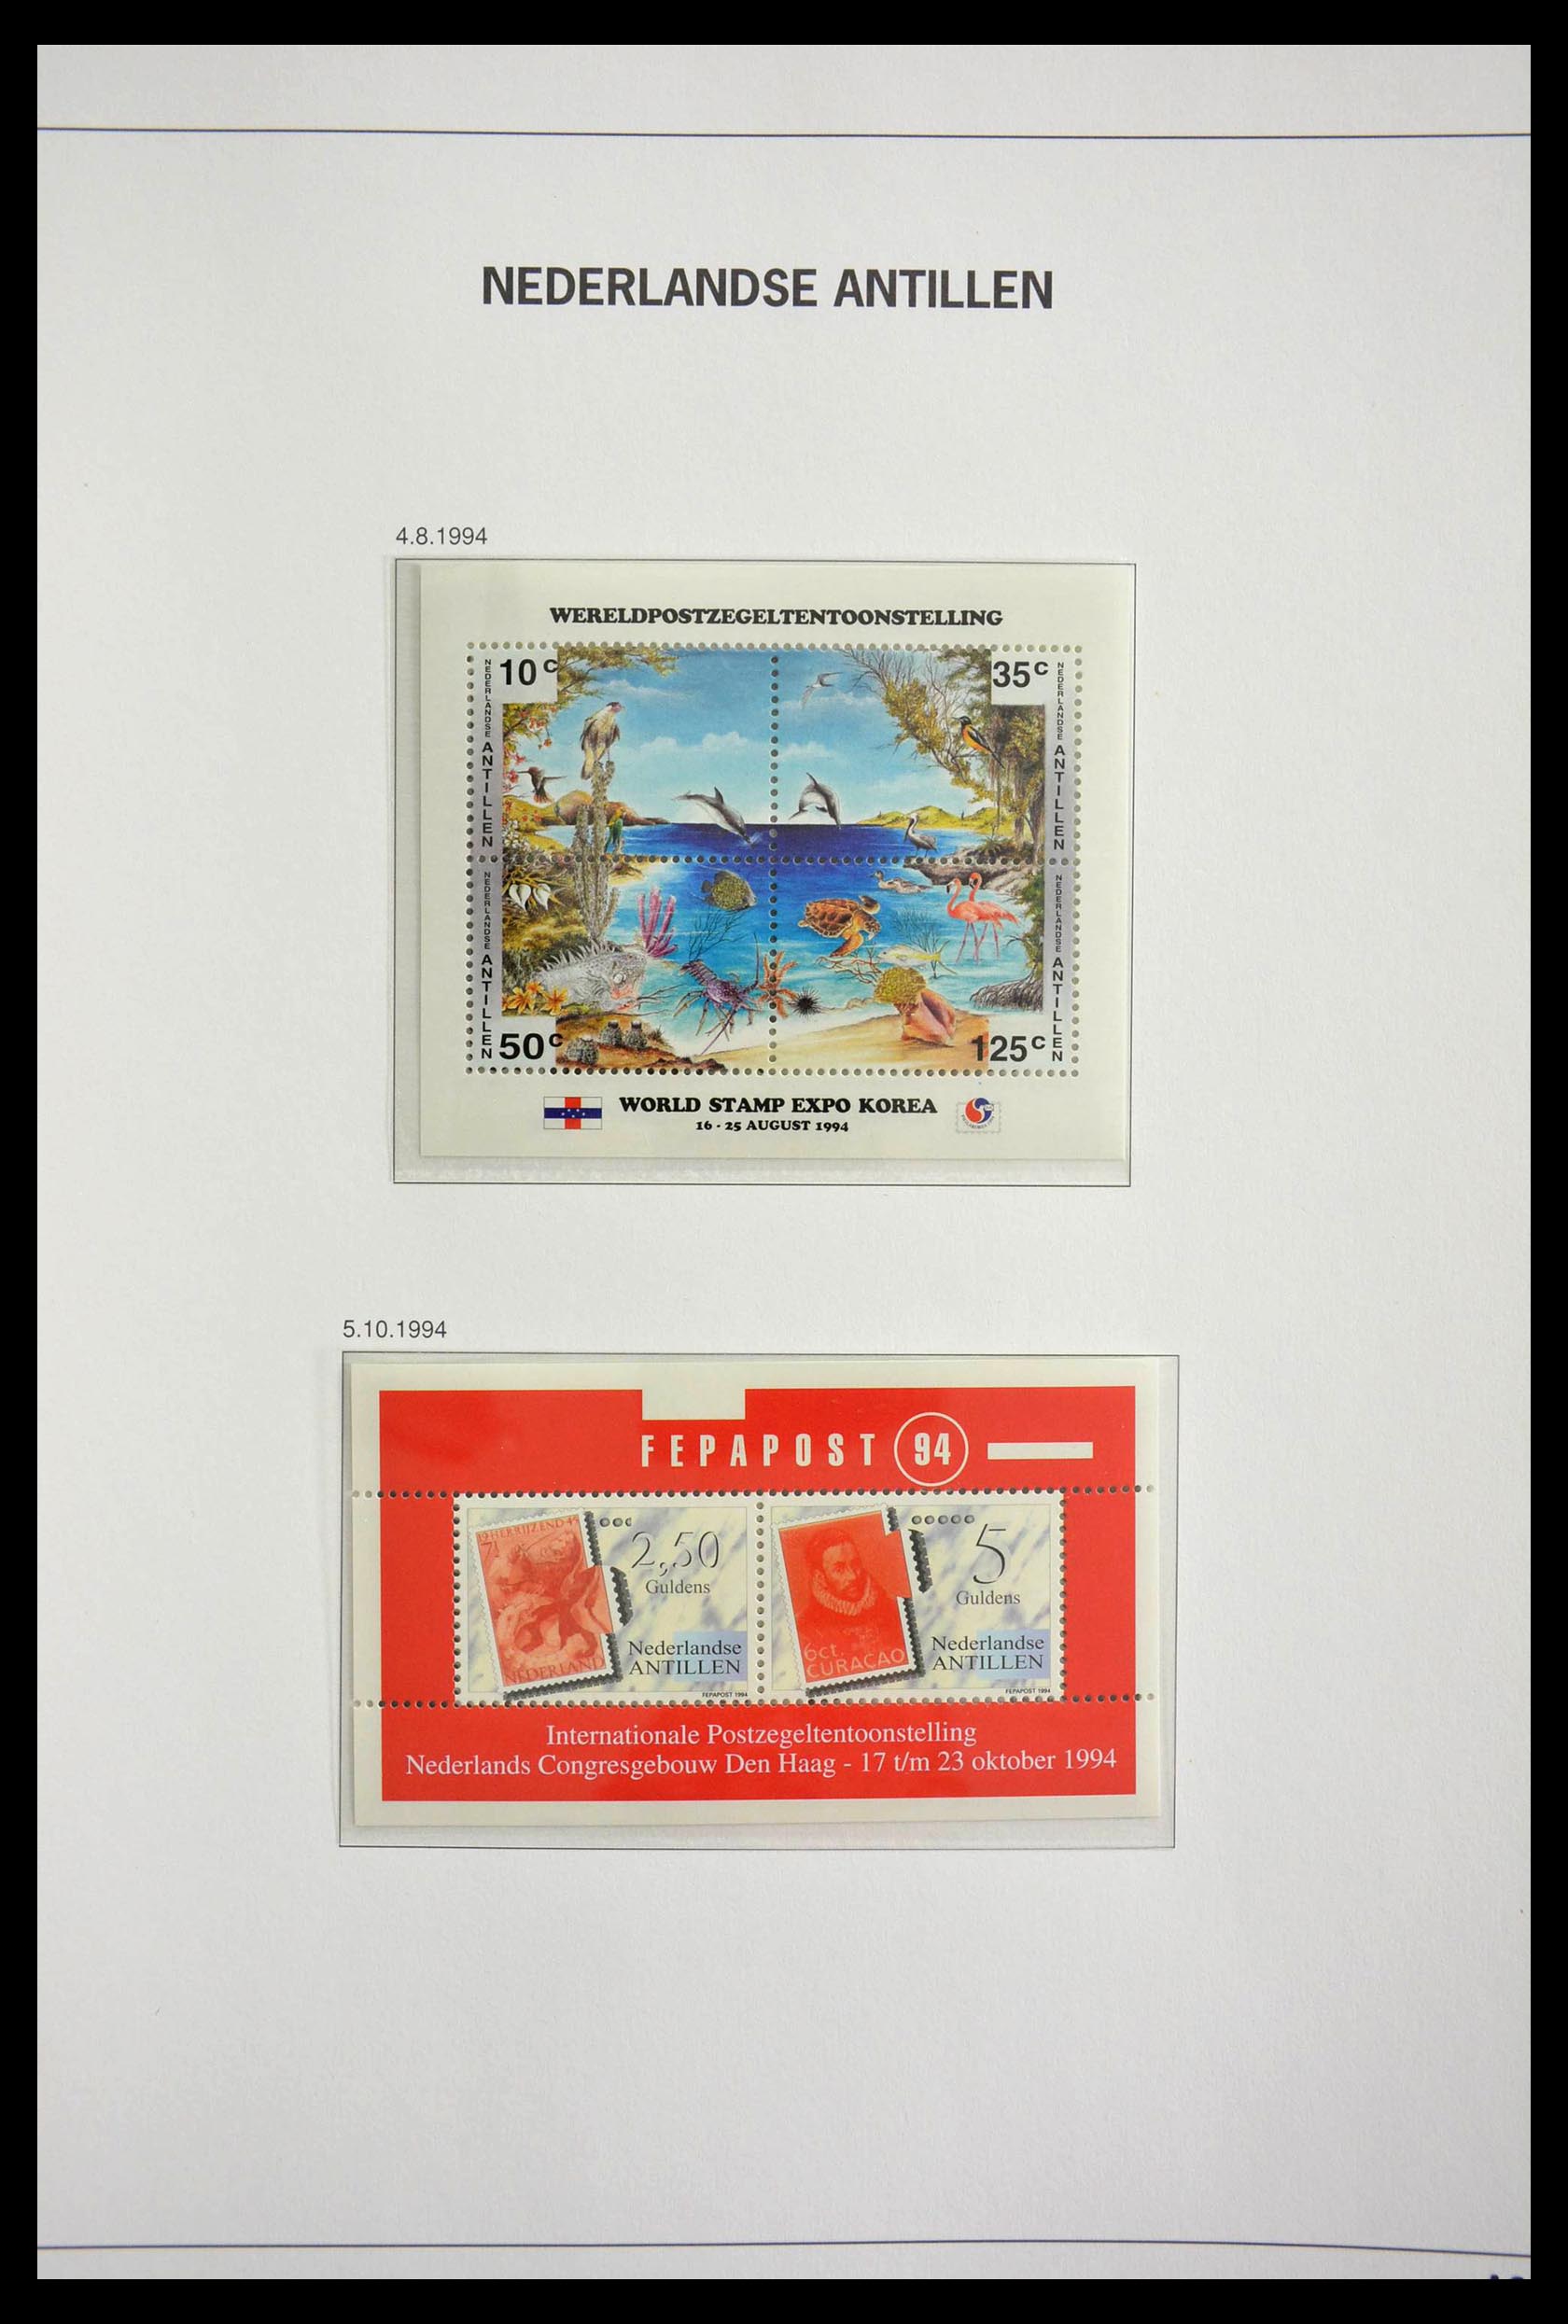 NEDERLANDSE ANTILLEN
4.8.1994
WERELDPOSTZEGELTENTOONSTELLING
NEDERLANDSE ANTILLEN
10c
35c
NEDERLANDSE ANTILLEN
NEDERLANDSE ANTILLEN
50c
125c
NEDERLANDSE ANTILLEN
WORLD STAMP EXPO KOREA
16 - 25 AUGUST 1994
5.10.1994
FEPAPOST 94
HERRIJZEND
NEDERLAND
2,50
Guldens
Nederlandse
ANTILLEN
FEPAPOST 1994
6ct.
CURAÇAO
5
Guldens
Nederlandse
ANTILLEN
FEPAPOST 1994
Internationale Postzegeltentoonstelling
Nederlands Congresgebouw Den Haag - 17 t/m 23 oktober 1994